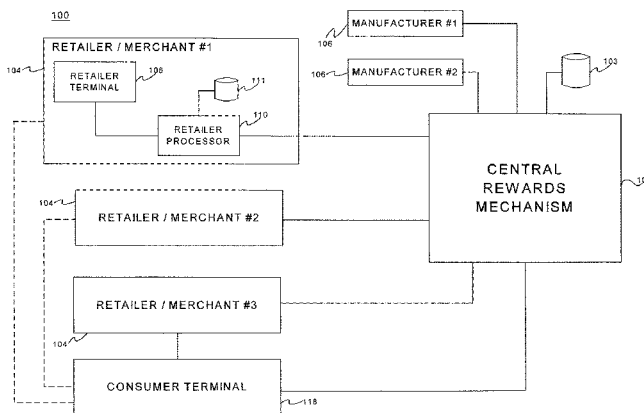 100
RETAILER / MERCHANT #1
104
RETAILER
TERMINAL
108
111
110
RETAILER
PROCESSOR
106
MANUFACTURER #1
106
MANUFACTURER #2
103
CENTRAL
REWARDS
MECHANISM
104
RETAILER / MERCHANT #2
RETAILER / MERCHANT #3
104
CONSUMER TERMINAL
118